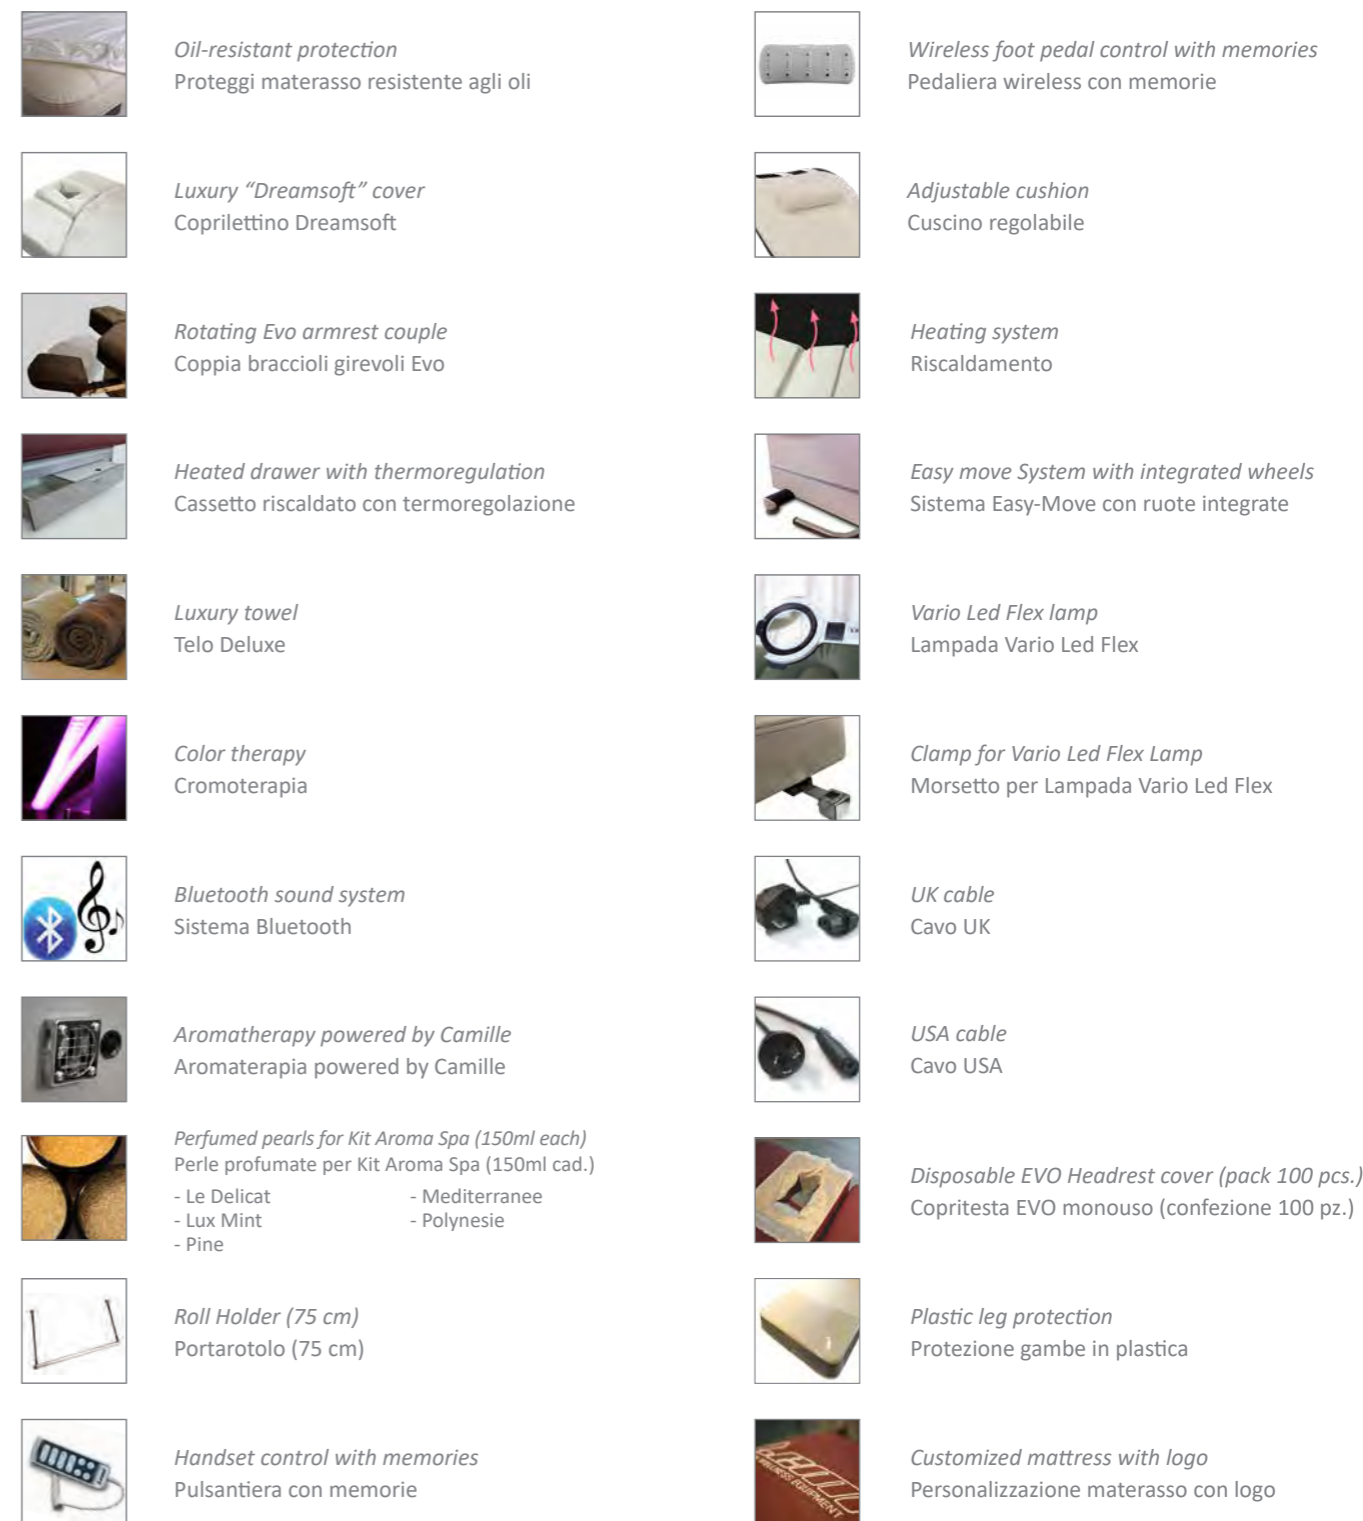 Oil-resistant protection
Proteggi materasso resistente agli oli
Luxury “Dreamsoft” cover
Coprilettino Dreamsoft
Rotating Evo armrest couple
Coppia braccioli girevoli Evo
Heated drawer with thermoregulation
Cassetto riscaldato con termoregolazione
Luxury towel
Telo Deluxe
Color therapy
Cromoterapia
Bluetooth sound system
Sistema Bluetooth
Aromatherapy powered by Camille
Aromaterapia powered by Camille
Perfumed pearls for Kit Aroma Spa (150ml each)
Perle profumate per Kit Aroma Spa (150ml cad.)
- Le Delicat
- Lux Mint
- Pine
- Mediterranee
- Polynesie
Roll Holder (75 cm)
Portarotolo (75 cm)
Handset control with memories
Pulsantiera con memorie
Wireless foot pedal control with memories
Pedaliera wireless con memorie
Adjustable cushion
Cuscino regolabile
Heating system
Riscaldamento
Easy move System with integrated wheels
Sistema Easy-Move con ruote integrate
Vario Led Flex lamp
Lampada Vario Led Flex
Clamp for Vario Led Flex Lamp
Morsetto per Lampada Vario Led Flex
UK cable
Cavo UK
USA cable
Cavo USA
Disposable EVO Headrest cover (pack 100 pcs.)
Copritesta EVO monouso (confezione 100 pz.)
Plastic leg protection
Protezione gambe in plastica
Customized mattress with logo
Personalizzazione materasso con logo
EQUIPMENT